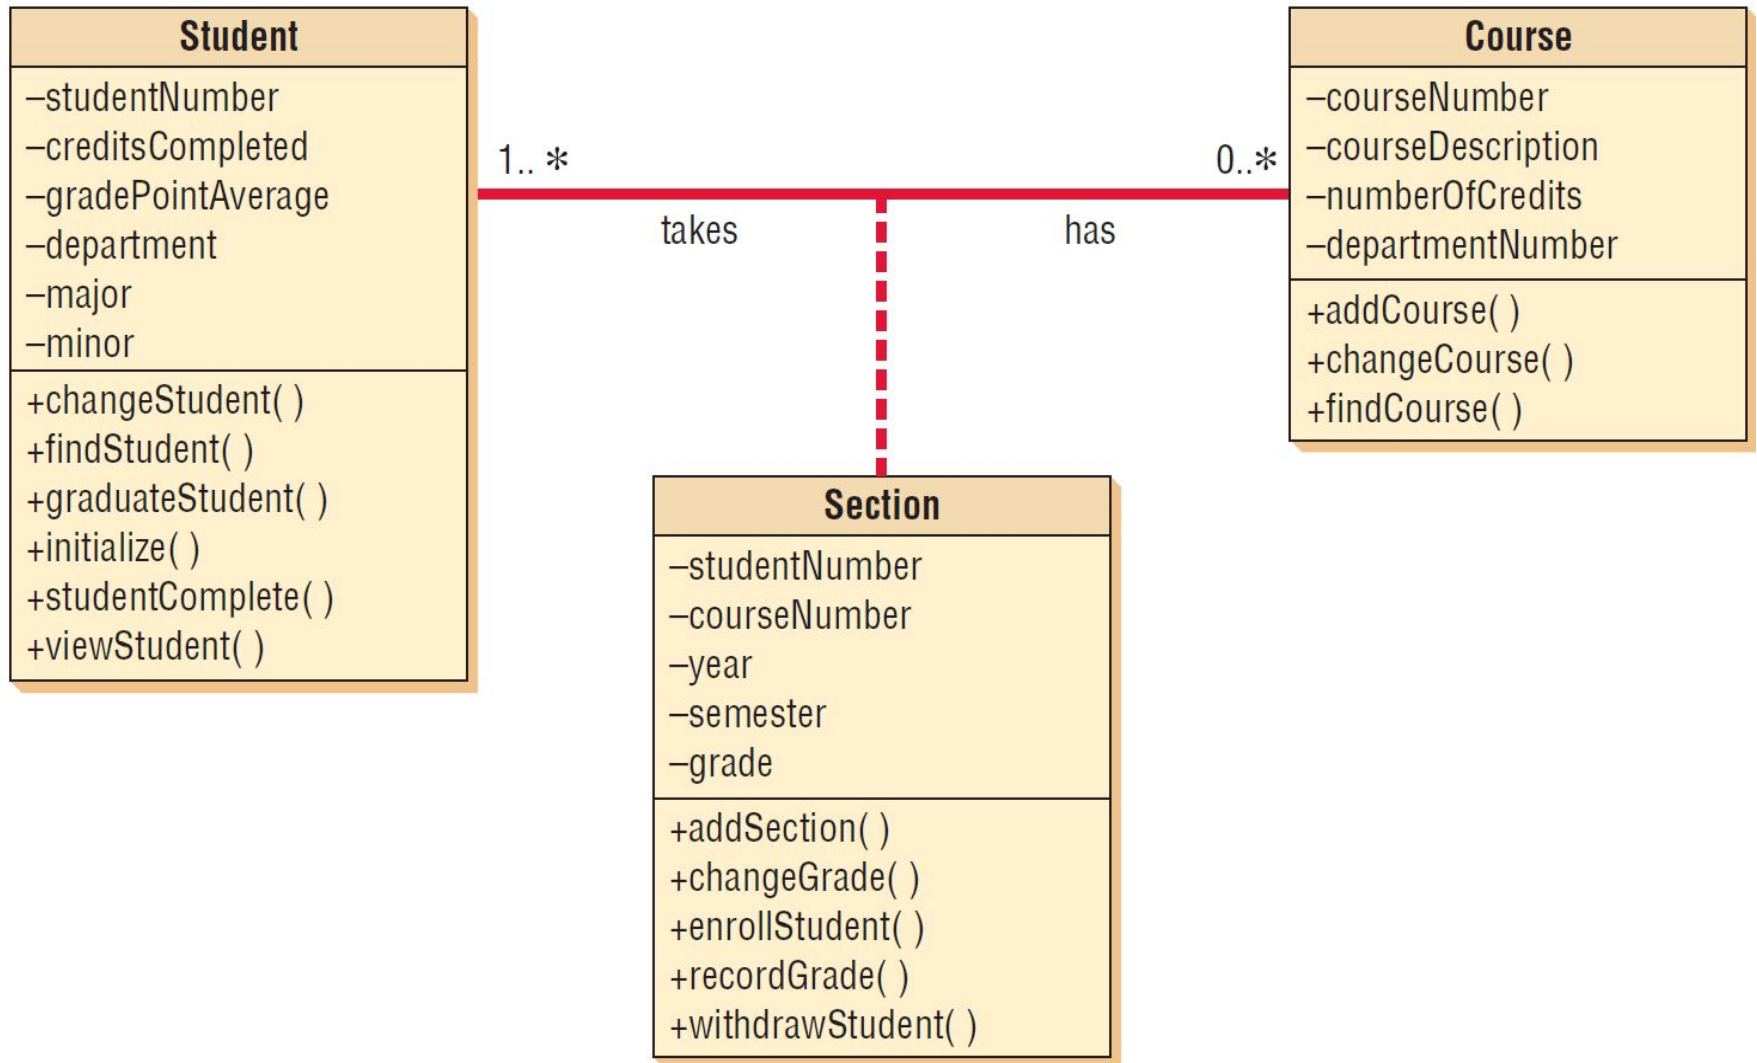 Student
–studentNumber
–creditsCompleted
–gradePointAverage
–department
–major
–minor
+changeStudent( )
+findStudent( )
+graduateStudent( )
+initialize( )
+studentComplete( )
+viewStudent( )
1.. *
0..*
takes
has
Course
–courseNumber
–courseDescription
–numberOfCredits
–departmentNumber
+addCourse( )
+changeCourse( )
+findCourse( )
Section
–studentNumber
–courseNumber
–year
–semester
–grade
+addSection( )
+changeGrade( )
+enrollStudent( )
+recordGrade( )
+withdrawStudent( )